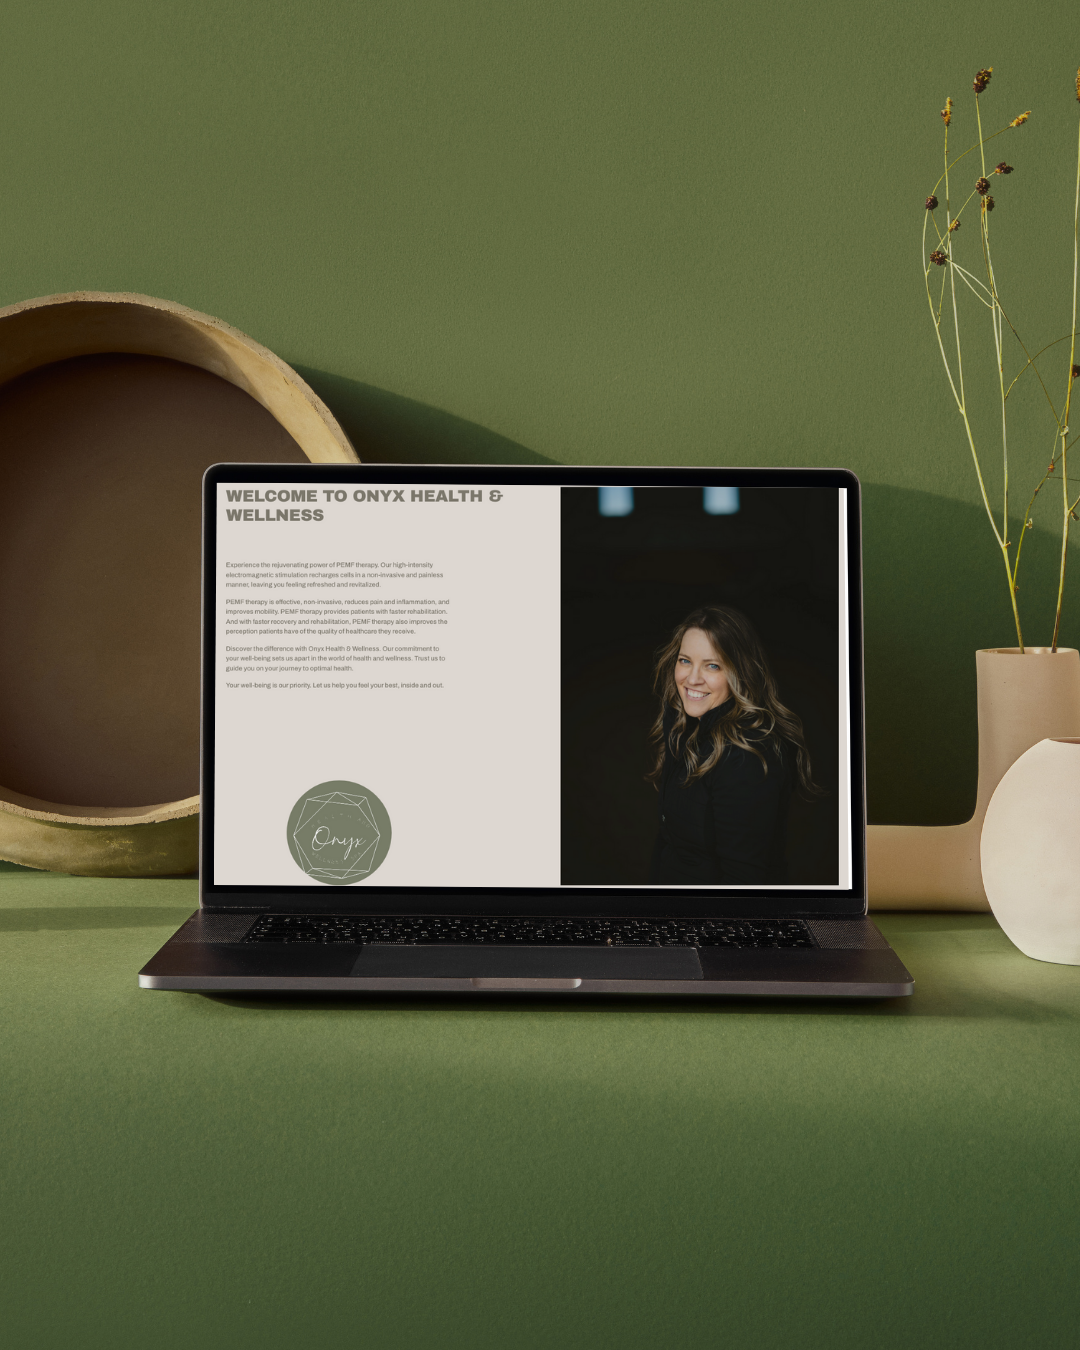 WELCOME TO ONYX HEALTH &
WELLNESS
Experience the rejuvenating power of PEMF therapy. Our high-intensity
electromagnetic stimulation recharges cells in a non-invasive and painless
manner, leaving you feeling refreshed and revitalized.
PEMF therapy is effective, non-invasive, reduces pain and inflammation, and
improves mobility. PEMF therapy provides patients with faster rehabilitation.
And with faster recovery and rehabilitation, PEMF therapy also improves the
perception patients have of the quality of healthcare they receive.
Discover the difference with Onyx Health & Wellness. Our commitment to
your well-being sets us apart in the world of health and wellness. Trust us to
guide you on your journey to optimal health.
Your well-being is our priority. Let us help you feel your best, inside and out.
Onyx